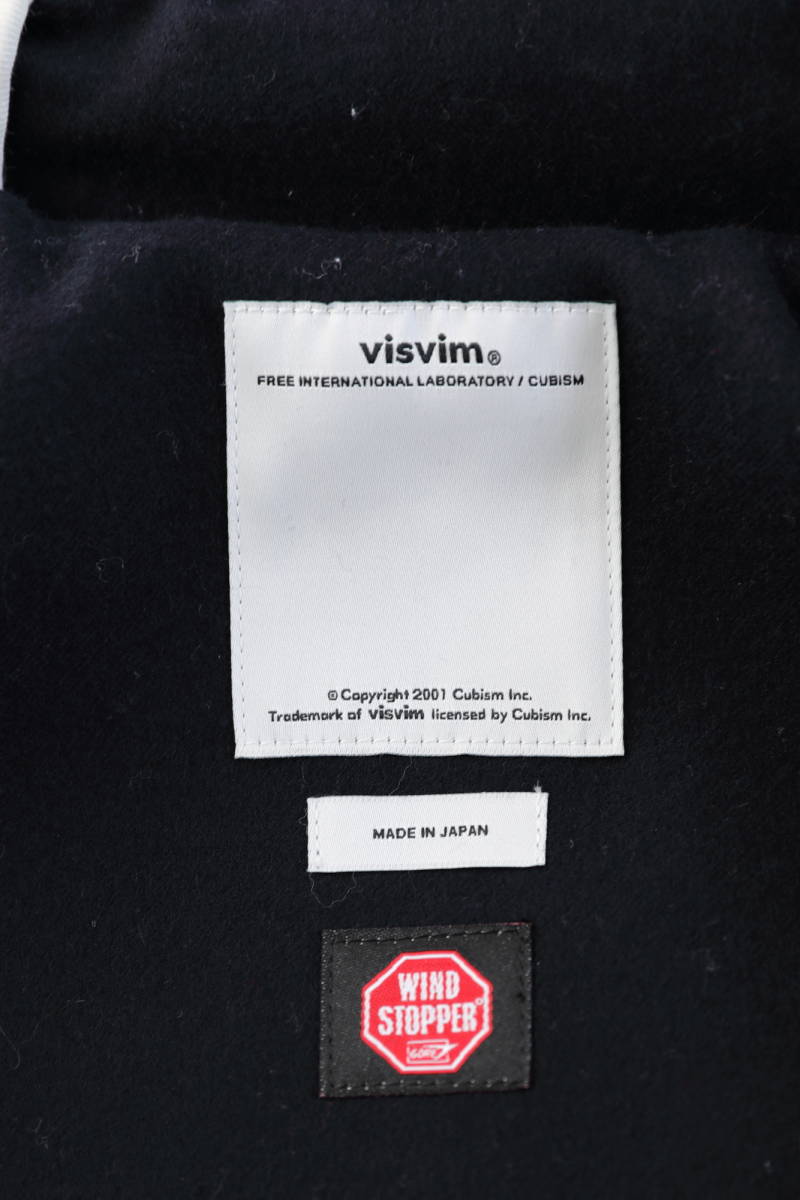 visvim®
FREE INTERNATIONAL LABORATORY / CUBISM
© Copyright 2001 Cubism Inc.
Trademark of visvim licensed by Cubism Inc.
MADE IN JAPAN
WIND
STOPPER®
GORE